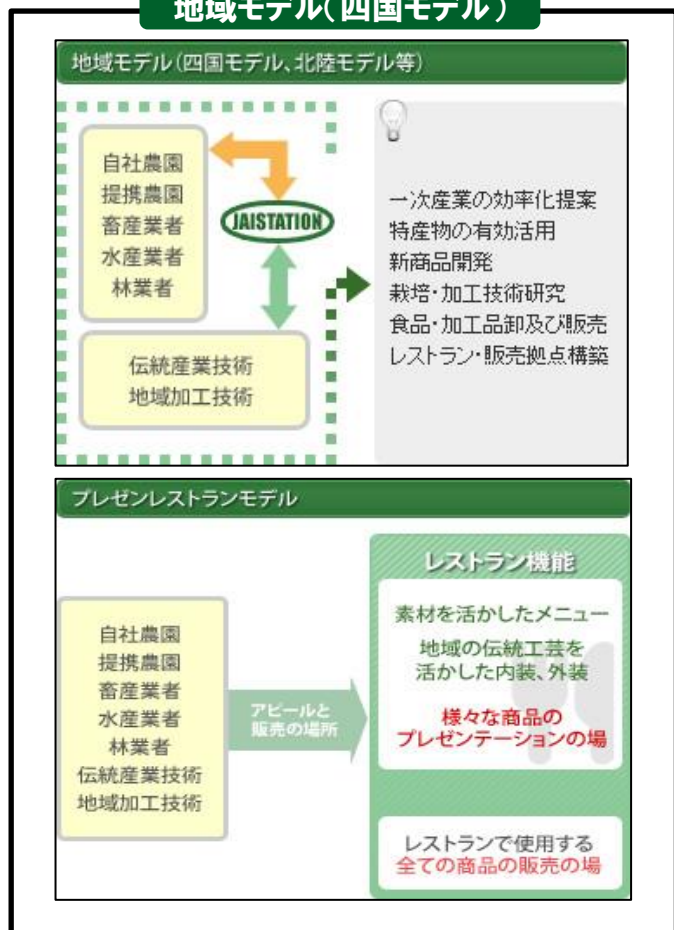 地域モデル（四国モデル）
地域モデル（四国モデル、北陸モデル等）
自社農園
提携農園
畜産業者
水産業者
林業者
JAISTATION
伝統産業技術
地域加工技術
一次産業の効率化提案
特産物の有効活用
新商品開発
栽培・加工技術研究
食品・加工品卸及び販売
レストラン・販売拠点構築
プレゼンレストランモデル
自社農園
提携農園
畜産業者
水産業者
林業者
伝統産業技術
地域加工技術
アピールと
販売の場所
レストラン機能
素材を活かしたメニュー
地域の伝統工芸を
活かした内装、外装
様々な商品の
プレゼンテーションの場
レストランで使用する
全ての商品の販売の場